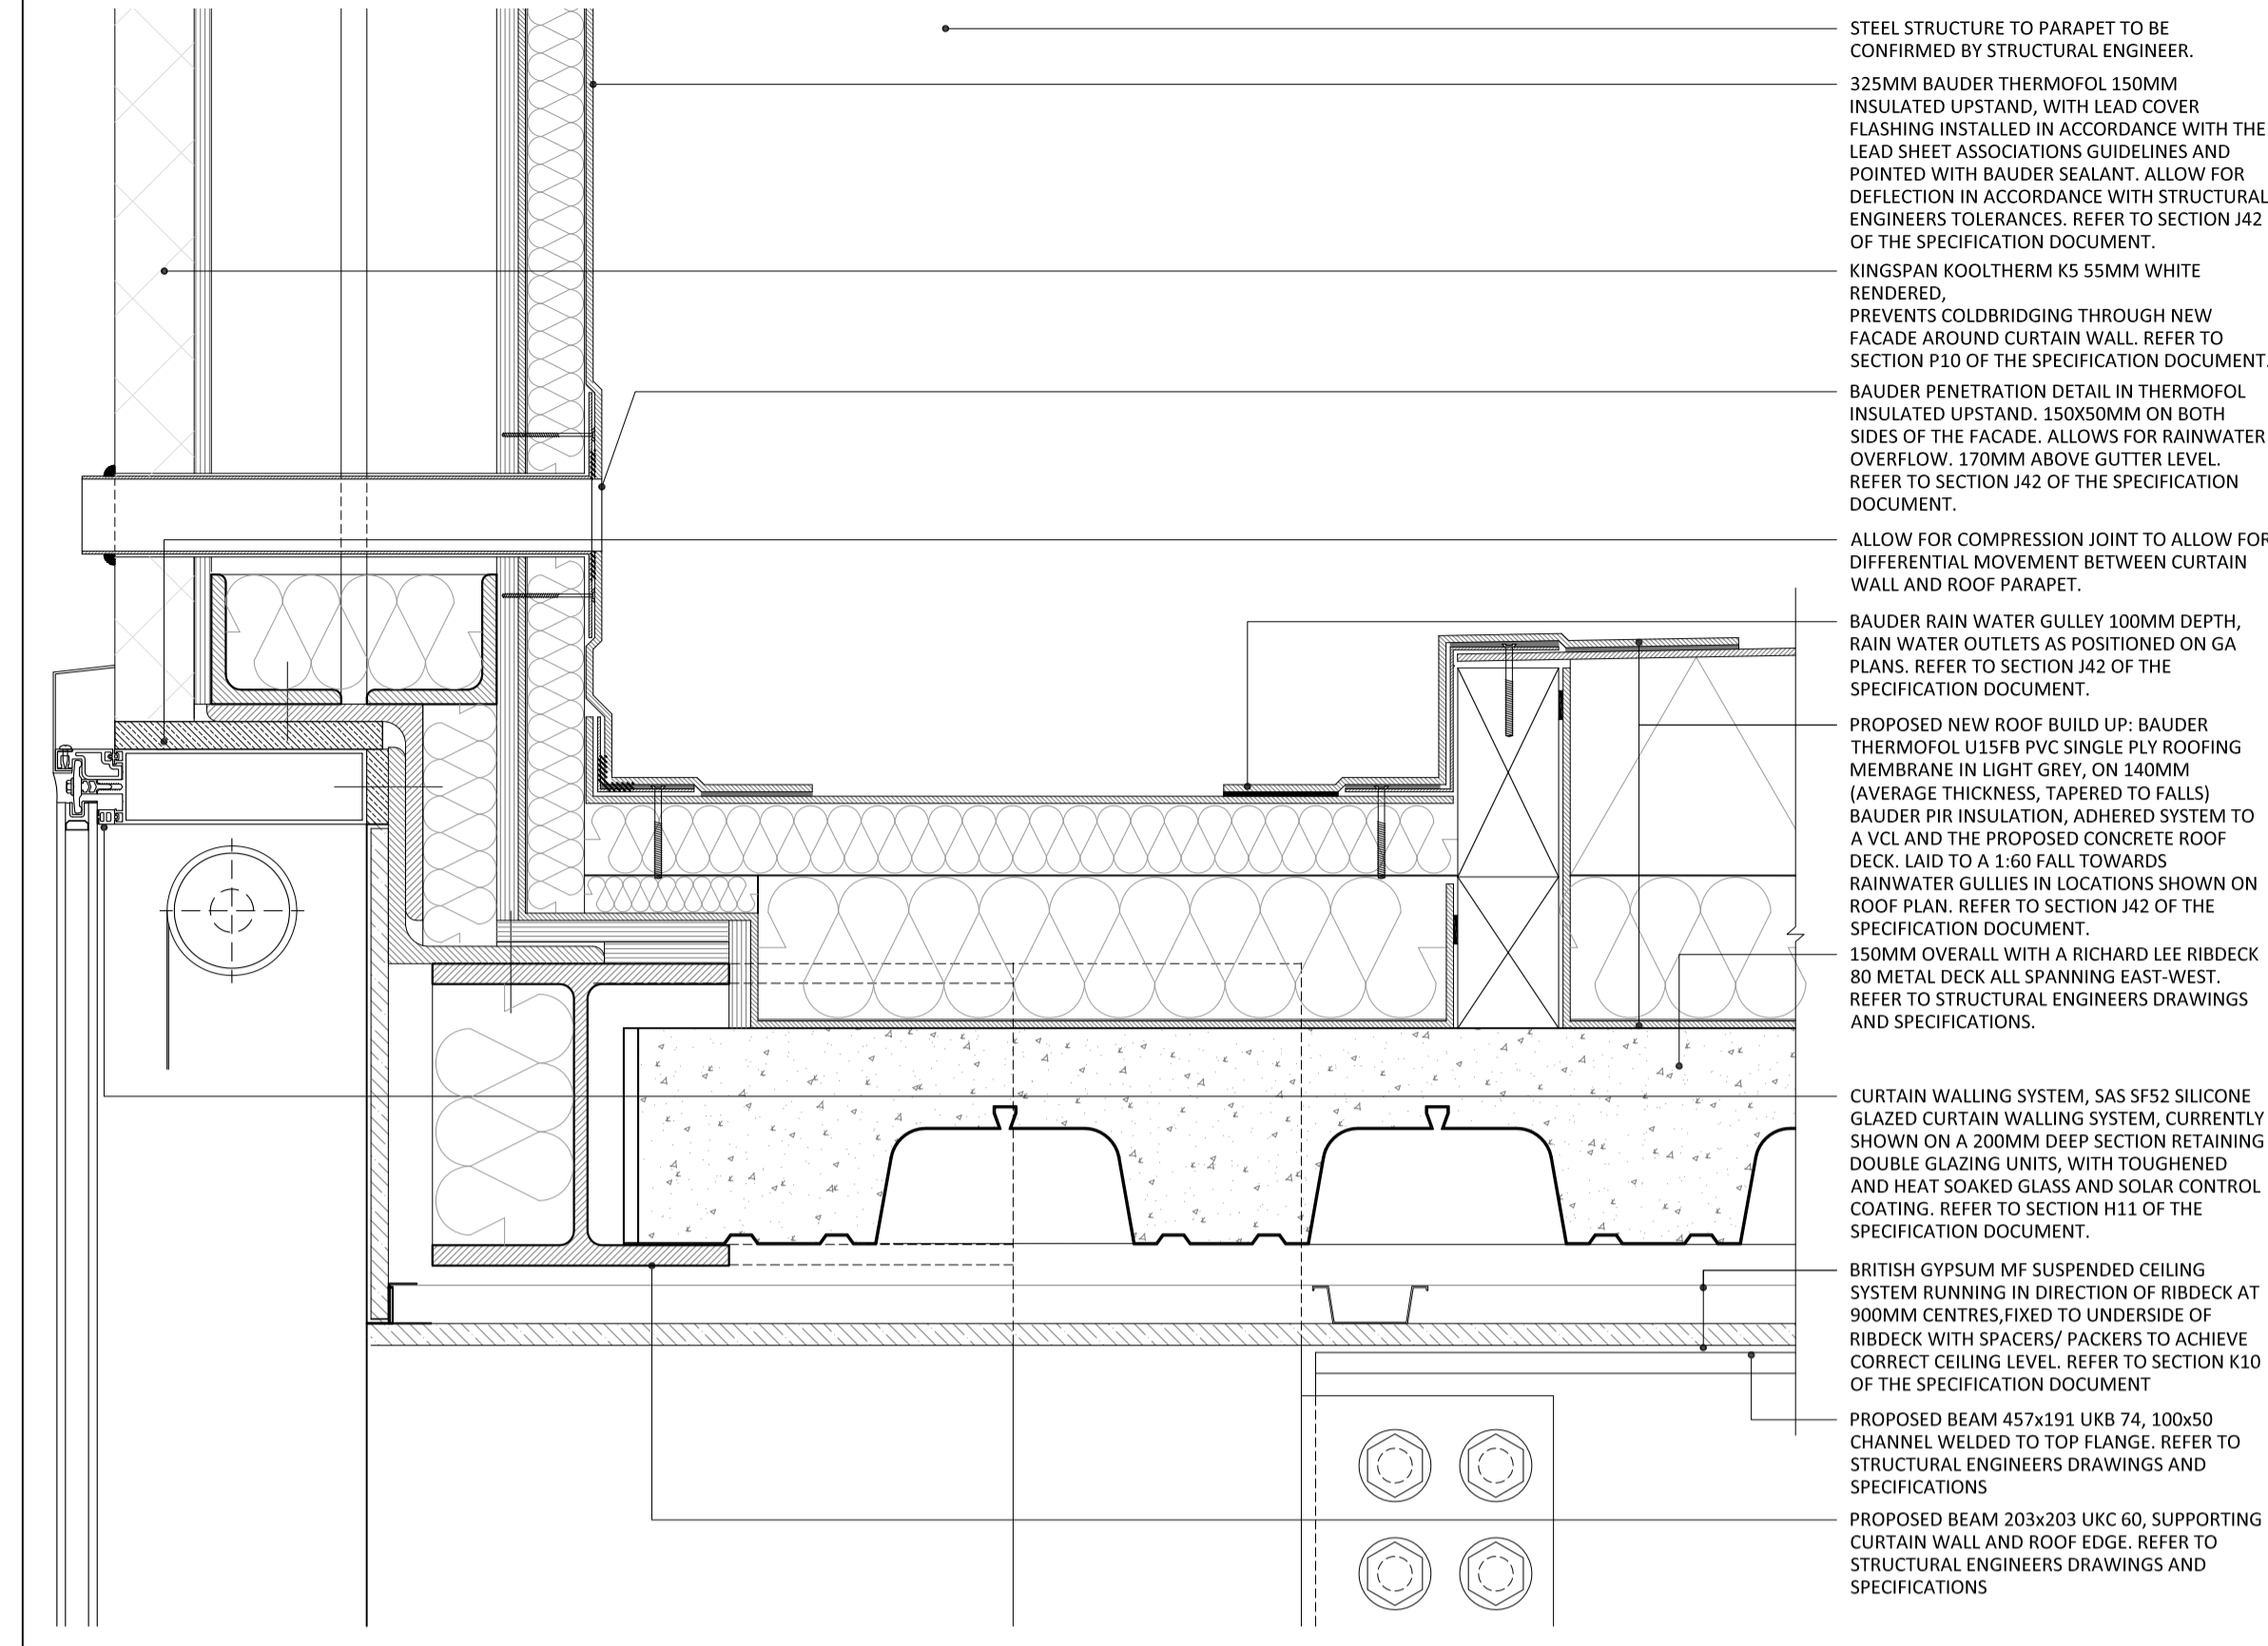 STEEL STRUCTURE TO PARAPET TO BE
CONFIRMED BY STRUCTURAL ENGINEER.
325MM BAUDER THERMOFOL 150MM
INSULATED UPSTAND, WITH LEAD COVER
FLASHING INSTALLED IN ACCORDANCE WITH THE
LEAD SHEET ASSOCIATIONS GUIDELINES AND
POINTED WITH BAUDER SEALANT. ALLOW FOR
DEFLECTION IN ACCORDANCE WITH STRUCTURAL
ENGINEERS TOLERANCES. REFER TO SECTION J42
OF THE SPECIFICATION DOCUMENT.
KINGSPAN KOOLTHERM K5 55MM WHITE
RENDERED,
PREVENTS COLDBRIDGING THROUGH NEW
FACADE AROUND CURTAIN WALL. REFER TO
SECTION P10 OF THE SPECIFICATION DOCUMENT.
BAUDER PENETRATION DETAIL IN THERMOFOL
INSULATED UPSTAND. 150X50MM ON BOTH
SIDES OF THE FACADE. ALLOWS FOR RAINWATER
OVERFLOW. 170MM ABOVE GUTTER LEVEL.
REFER TO SECTION J42 OF THE SPECIFICATION
DOCUMENT.
ALLOW FOR COMPRESSION JOINT TO ALLOW FOR
DIFFERENTIAL MOVEMENT BETWEEN CURTAIN
WALL AND ROOF PARAPET.
BAUDER RAIN WATER GULLEY 100MM DEPTH,
RAIN WATER OUTLETS AS POSITIONED ON GA
PLANS. REFER TO SECTION J42 OF THE
SPECIFICATION DOCUMENT.
PROPOSED NEW ROOF BUILD UP: BAUDER
THERMOFOL U15FB PVC SINGLE PLY ROOFING
MEMBRANE IN LIGHT GREY, ON 140MM
(AVERAGE THICKNESS, TAPERED TO FALLS)
BAUDER PIR INSULATION, ADHERED SYSTEM TO
A VCL AND THE PROPOSED CONCRETE ROOF
DECK. LAID TO A 1:60 FALL TOWARDS
RAINWATER GULLIES IN LOCATIONS SHOWN ON
ROOF PLAN. REFER TO SECTION J42 OF THE
SPECIFICATION DOCUMENT.
150MM OVERALL WITH A RICHARD LEE RIBDECK
80 METAL DECK ALL SPANNING EAST-WEST.
REFER TO STRUCTURAL ENGINEERS DRAWINGS
AND SPECIFICATIONS.
CURTAIN WALLING SYSTEM, SAS SF52 SILICONE
GLAZED CURTAIN WALLING SYSTEM, CURRENTLY
SHOWN ON A 200MM DEEP SECTION RETAINING
DOUBLE GLAZING UNITS, WITH TOUGHENED
AND HEAT SOAKED GLASS AND SOLAR CONTROL
COATING. REFER TO SECTION H11 OF THE
SPECIFICATION DOCUMENT.
BRITISH GYPSUM MF SUSPENDED CEILING
SYSTEM RUNNING IN DIRECTION OF RIBDECK AT
900MM CENTRES,FIXED TO UNDERSIDE OF
RIBDECK WITH SPACERS/ PACKERS TO ACHIEVE
CORRECT CEILING LEVEL. REFER TO SECTION K10
OF THE SPECIFICATION DOCUMENT
PROPOSED BEAM 457x191 UKB 74, 100x50
CHANNEL WELDED TO TOP FLANGE. REFER TO
STRUCTURAL ENGINEERS DRAWINGS AND
SPECIFICATIONS
PROPOSED BEAM 203x203 UKC 60, SUPPORTING
CURTAIN WALL AND ROOF EDGE. REFER TO
STRUCTURAL ENGINEERS DRAWINGS AND
SPECIFICATIONS